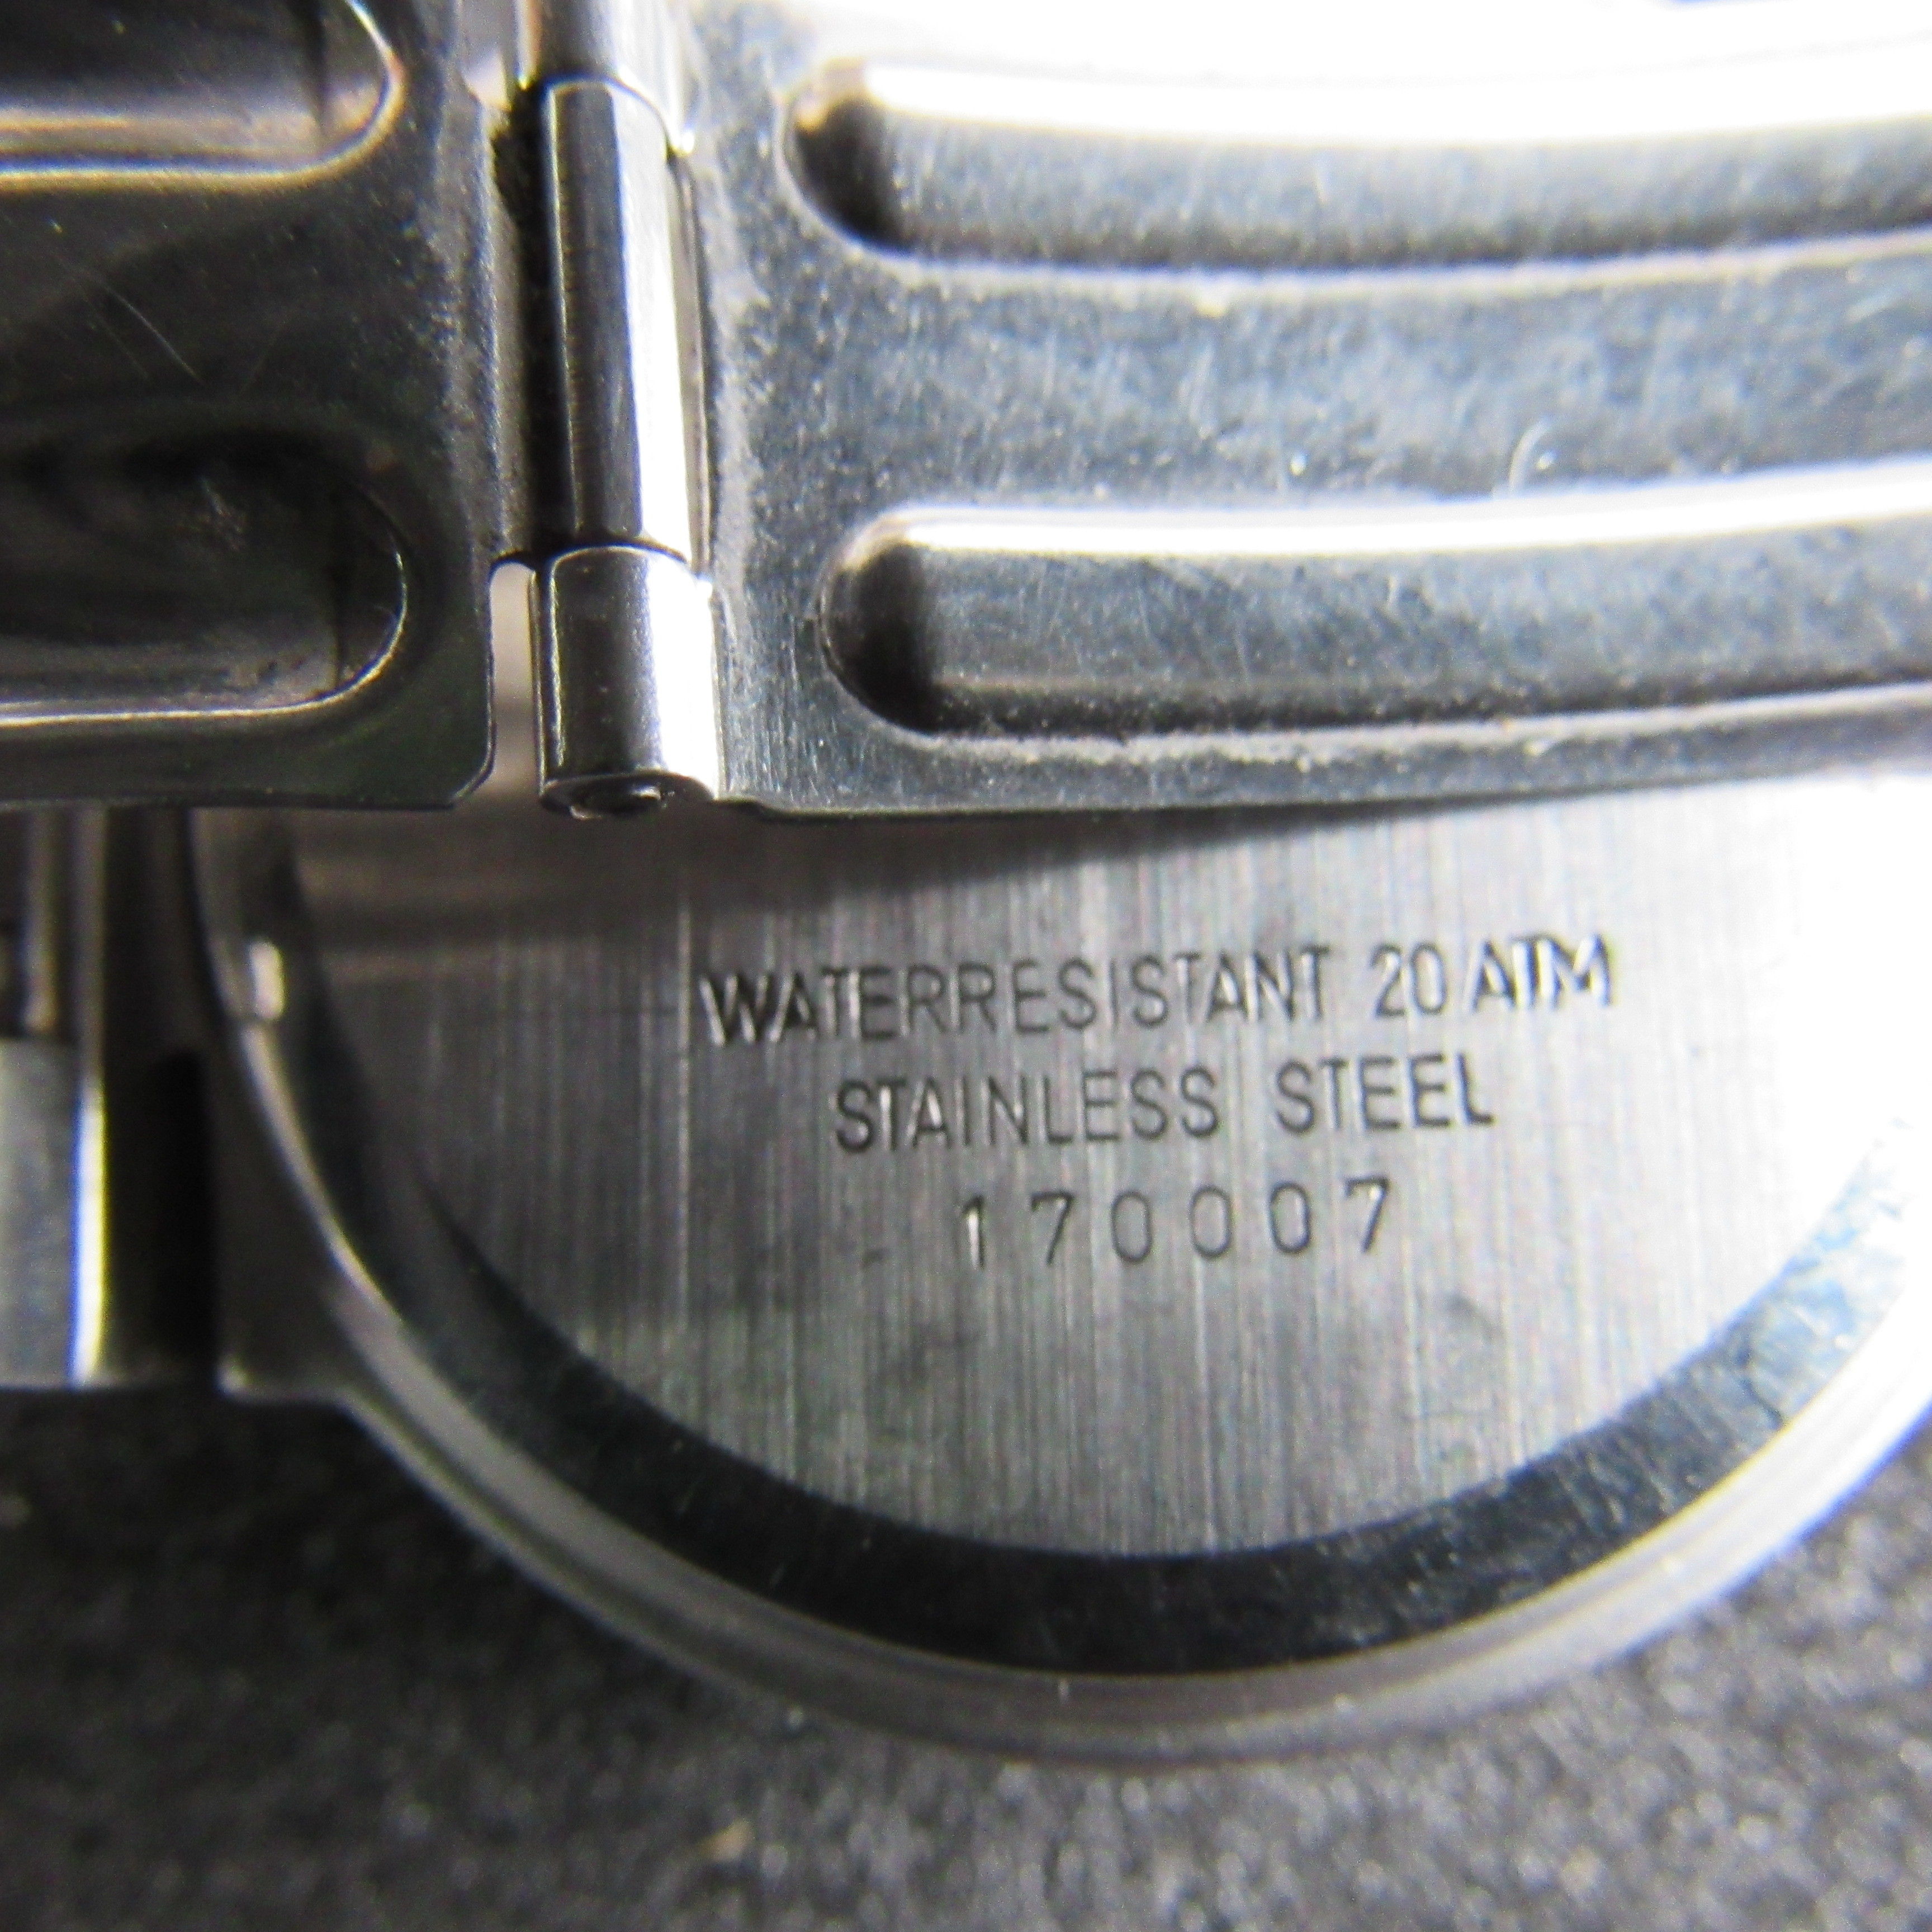 WATERRESISTANT 20 ATM
STAINLESS STEEL
170007